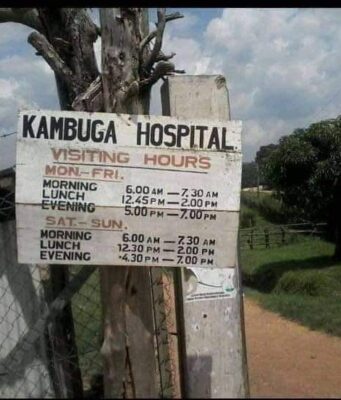 KAMBUGA HOSPITAL
VISITING HOURS
MON-FRI.
MORNING 6.00 AM — 7.30 AM
LUNCH 12.45 PM — 2.00 PM
EVENING 5.00 PM — 7.00 PM
SAT-SUN.
MORNING 6.00 AM — 7.30 AM
LUNCH 12.30 PM — 2.00 PM
EVENING 4.30 PM — 7.00 PM